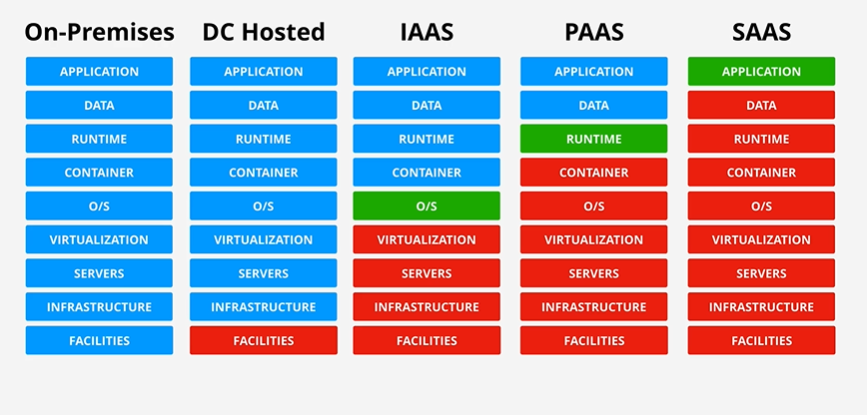 On-Premises DC Hosted IAAS PAAS SAAS
APPLICATION APPLICATION APPLICATION APPLICATION APPLICATION
DATA DATA DATA DATA DATA
RUNTIME RUNTIME RUNTIME RUNTIME RUNTIME
CONTAINER CONTAINER CONTAINER CONTAINER CONTAINER
O/S O/S O/S O/S O/S
VIRTUALIZATION VIRTUALIZATION VIRTUALIZATION VIRTUALIZATION VIRTUALIZATION
SERVERS SERVERS SERVERS SERVERS SERVERS
INFRASTRUCTURE INFRASTRUCTURE INFRASTRUCTURE INFRASTRUCTURE INFRASTRUCTURE
FACILITIES FACILITIES FACILITIES FACILITIES FACILITIES